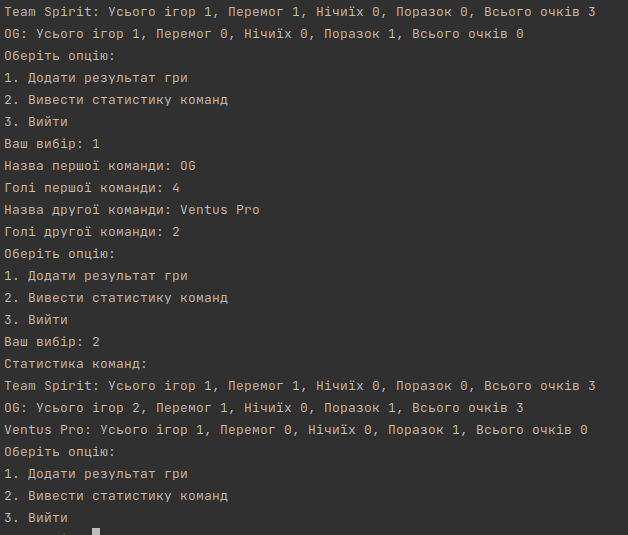 Team Spirit: Усього ігор 1, Перемог 1, Нічиїх 0, Поразок 0, Всього очків 3
OG: Усього ігор 1, Перемог 0, Нічиїх 0, Поразок 1, Всього очків 0
Оберіть опцію:
1. Додати результат гри
2. Вивести статистику команд
3. Вийти
Ваш вибір: 1
Назва першої команди: OG
Голі першої команди: 4
Назва другої команди: Ventus Pro
Голі другої команди: 2
Оберіть опцію:
1. Додати результат гри
2. Вивести статистику команд
3. Вийти
Ваш вибір: 2
Статистика команд:
Team Spirit: Усього ігор 1, Перемог 1, Нічиїх 0, Поразок 0, Всього очків 3
OG: Усього ігор 2, Перемог 1, Нічиїх 0, Поразок 1, Всього очків 3
Ventus Pro: Усього ігор 1, Перемог 0, Нічиїх 0, Поразок 1, Всього очків 0
Оберіть опцію:
1. Додати результат гри
2. Вивести статистику команд
3. Вийти